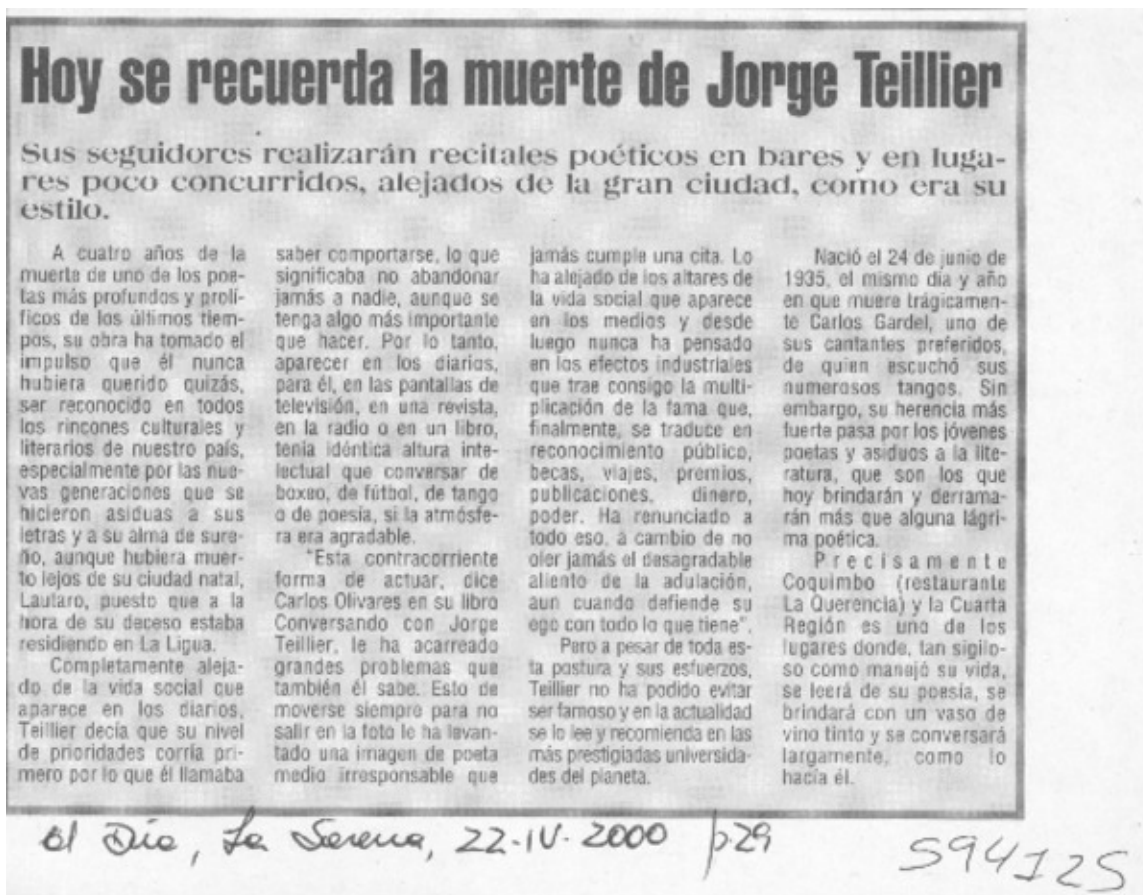 Hoy se recuerda la muerte de Jorge Teillier
Sus seguidores realizarán recitales poéticos en bares y en luga-
res poco concurridos, alejados de la gran ciudad, como era su
estilo.
A cuatro años de la
muerte de uno de los poe-
tas más profundos y prolí-
ficos de los últimos tiem-
pos, su obra ha tomado el
impulso que él nunca
hubiera querido quizás,
ser reconocido en todos
los rincones culturales y
literarios de nuestro país,
especialmente por las nue-
vas generaciones que se
hicieron asiduas a sus
letras y a su alma de sure-
ño, aunque hubiera muer-
to lejos de su ciudad natal,
Lautaro, puesto que a la
hora de su deceso estaba
residiendo en La Ligua.
Completamente aleja-
do de la vida social que
aparece en los diarios,
Teillier decía que su nivel
de prioridades corría pri-
mero por lo que él llamaba
saber comportarse, lo que
significaba no abandonar
jamás a nadie, aunque se
tenga algo más importante
que hacer. Por lo tanto,
aparecer en los diarios,
para él, en las pantallas de
televisión, en una revista,
en la radio o en un libro,
tenía idéntica altura inte-
lectual que conversar de
boxeo, de fútbol, de tango
o de poesía, si la atmósfe-
ra era agradable.
"Esta contracorriente
forma de actuar, dice
Carlos Olivares en su libro
Conversando con Jorge
Teillier, le ha acarreado
grandes problemas que
también él sabe. Esto de
moverse siempre para no
salir en la foto le ha levan-
tado una imagen de poeta
medio irresponsable que
jamás cumple una cita. Lo
ha alejado de los altares de
la vida social que aparece
en los medios y desde
luego nunca ha pensado
en los efectos industriales
que trae consigo la multi-
plicación de la fama que,
finalmente, se traduce en
reconocimiento público,
becas, viajes, premios,
publicaciones, dinero,
poder. Ha renunciado a
todo eso, a cambio de no
oler jamás el desagradable
aliento de la adulación,
aun cuando defiende su
ego con todo lo que tiene".
Pero a pesar de toda es-
ta postura y sus esfuerzos,
Teillier no ha podido evitar
ser famoso y en la actualidad
se lo lee y recomienda en las
más prestigiadas universida-
des del planeta.
Nació el 24 de junio de
1935, el mismo día y año
en que muere trágicamen-
te Carlos Gardel, uno de
sus cantantes preferidos,
de quien escuchó sus
numerosos tangos. Sin
embargo, su herencia más
fuerte pasa por los jóvenes
poetas y asiduos a la lite-
ratura, que son los que
hoy brindarán y derrama-
rán más que alguna lágri-
ma poética.
Precisamente
Coquimbo (restaurante
La Querencia) y la Cuarta
Región es uno de los
lugares donde, tan sigilo-
so como manejó su vida,
se leerá de su poesía, se
brindará con un vaso de
vino tinto y se conversará
largamente, como lo
hacía él.
El Día, La Serena, 22-IV-2000 p29
594125